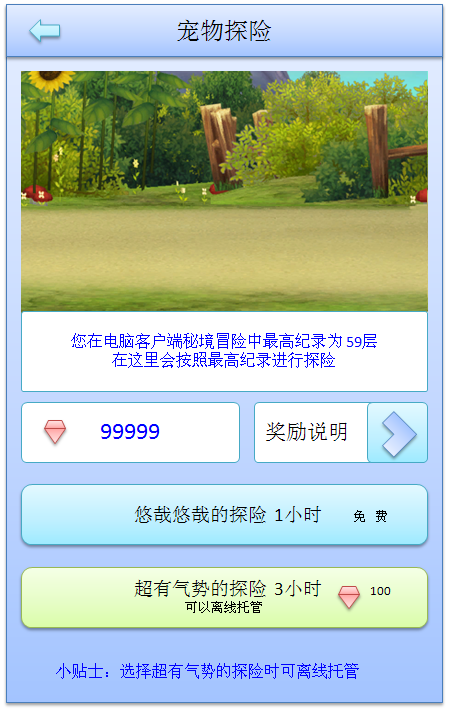 宠物探险
您在电脑客户端秘境冒险中最高纪录为 59层
在这里会按照最高纪录进行探险
99999
奖励说明
悠哉悠哉的探险 1小时 免 费
超有气势的探险 3小时 100
可以离线托管
小贴士：选择超有气势的探险时可离线托管